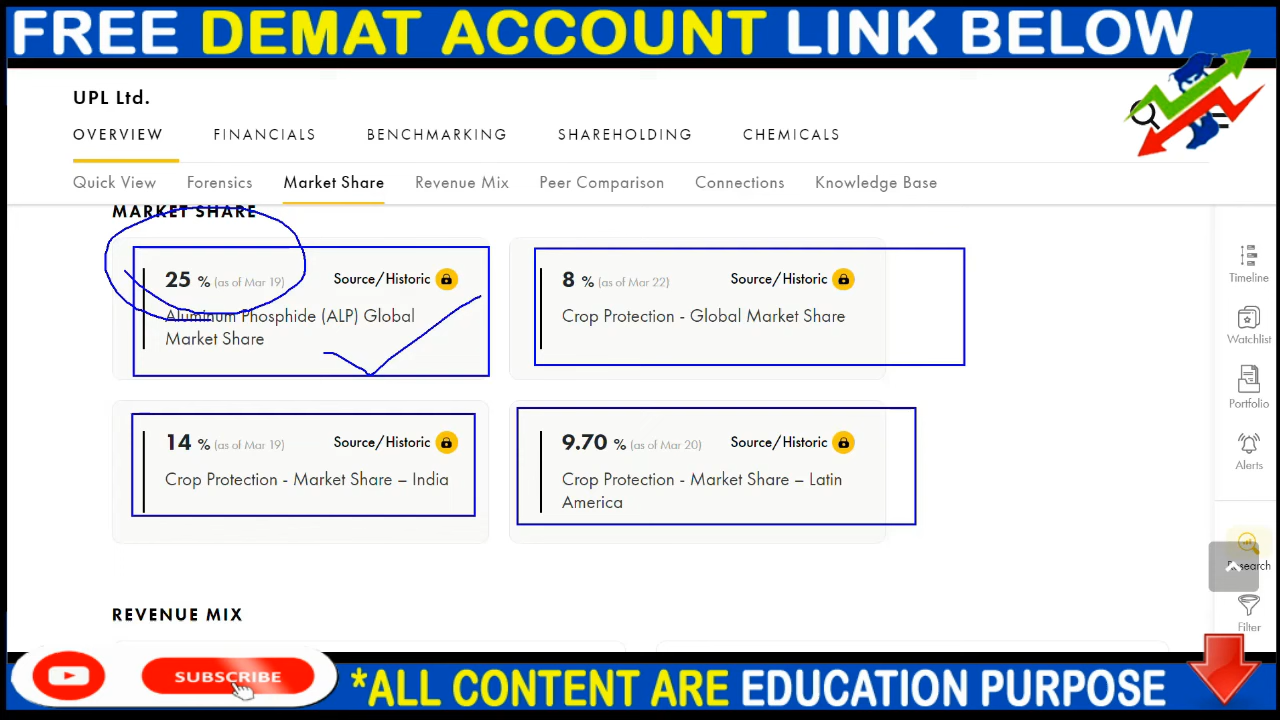 FREE DEMAT ACCOUNT LINK BELOW
UPL Ltd.
OVERVIEW FINANCIALS BENCHMARKING SHAREHOLDING CHEMICALS
Quick View Forensics Market Share Revenue Mix Peer Comparison Connections Knowledge Base
MARKET SHARE
25 % (as of Mar 19) Source/Historic
Aluminum Phosphide (ALP) Global
Market Share
8 % (as of Mar 22) Source/Historic
Crop Protection - Global Market Share
14 % (as of Mar 19) Source/Historic
Crop Protection - Market Share – India
9.70 % (as of Mar 20) Source/Historic
Crop Protection - Market Share – Latin
America
Timeline
Watchlist
Portfolio
Alerts
Research
Filter
REVENUE MIX
SUBSCRIBE
*ALL CONTENT ARE EDUCATION PURPOSE